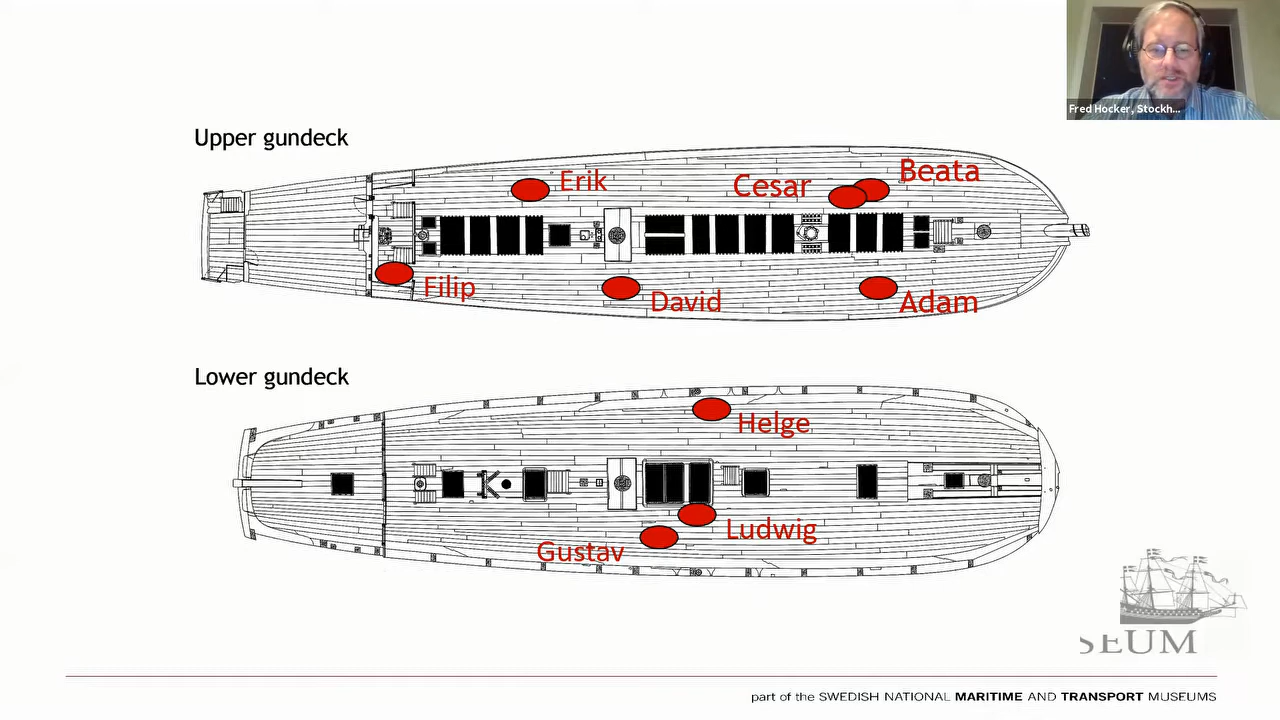 Fred Hocker, Stockh...
Upper gundeck
Erik
Cesar
Beata
Filip
David
Adam
Lower gundeck
Helge
Ludwig
Gustav
SEUM
part of the SWEDISH NATIONAL MARITIME AND TRANSPORT MUSEUMS